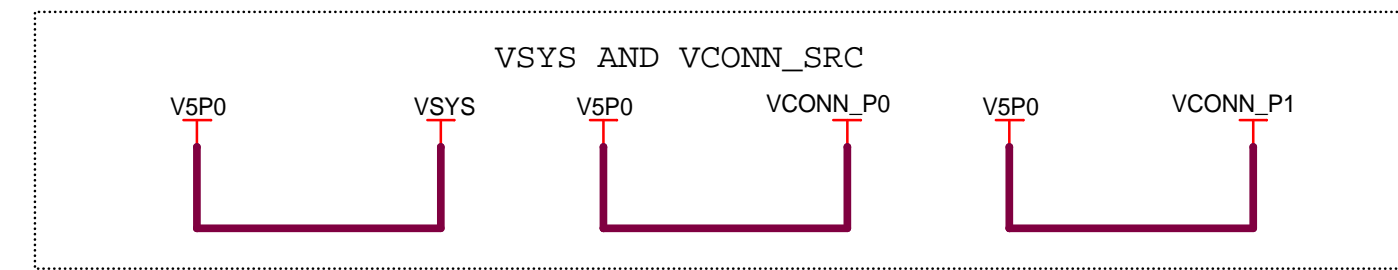 VSYS AND VCONN_SRC
V5P0 VSYS V5P0 VCONN_P0 V5P0 VCONN_P1